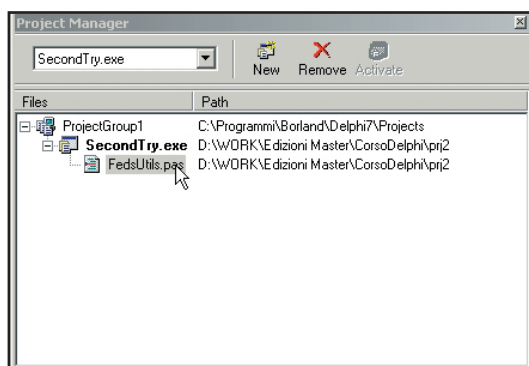 Project Manager
SecondTry.exe
New Remove Activate
Files Path
ProjectGroup1 C:\Programmi\Borland\Delphi7\Projects
SecondTry.exe D:\WORK\Edizioni Master\CorsoDelphi\prj2
FedsUtils.pas D:\WORK\Edizioni Master\CorsoDelphi\prj2